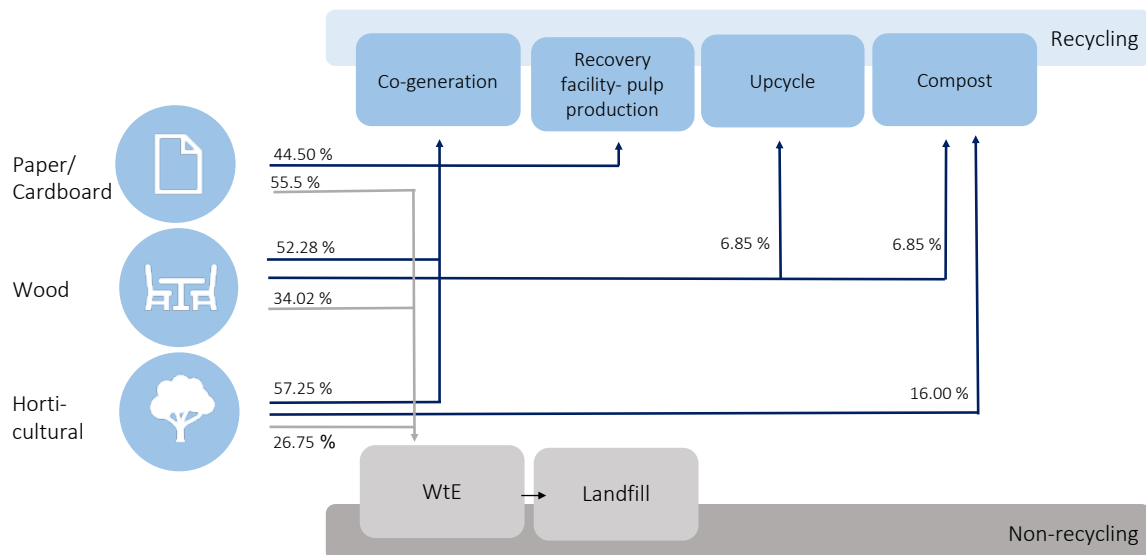 Recycling
Co-generation
Recovery
facility- pulp
production
Upcycle
Compost
Paper/
Cardboard
44.50 %
55.5 %
Wood
52.28 %
6.85 %
6.85 %
34.02 %
Horti-
cultural
57.25 %
16.00 %
26.75 %
WtE
Landfill
Non-recycling